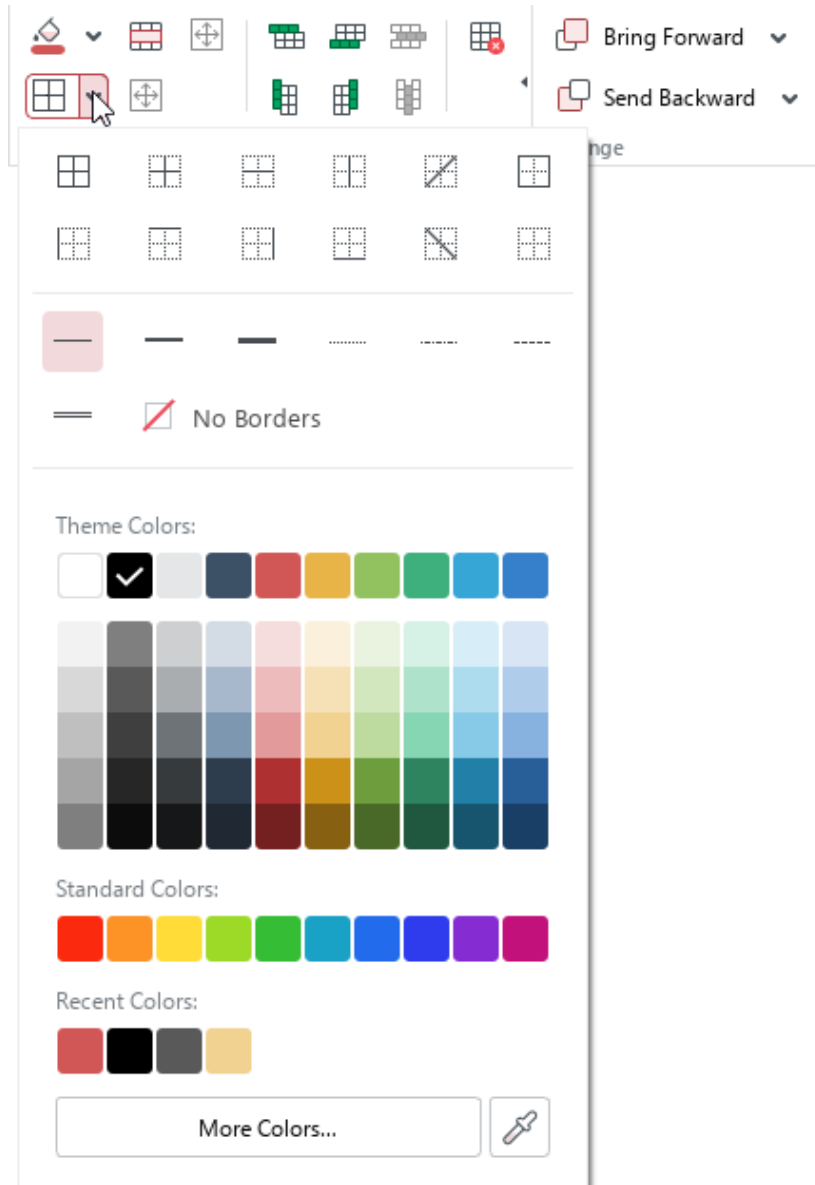 Bring Forward
Send Backward
nge
No Borders
Theme Colors:
Standard Colors:
Recent Colors:
More Colors...